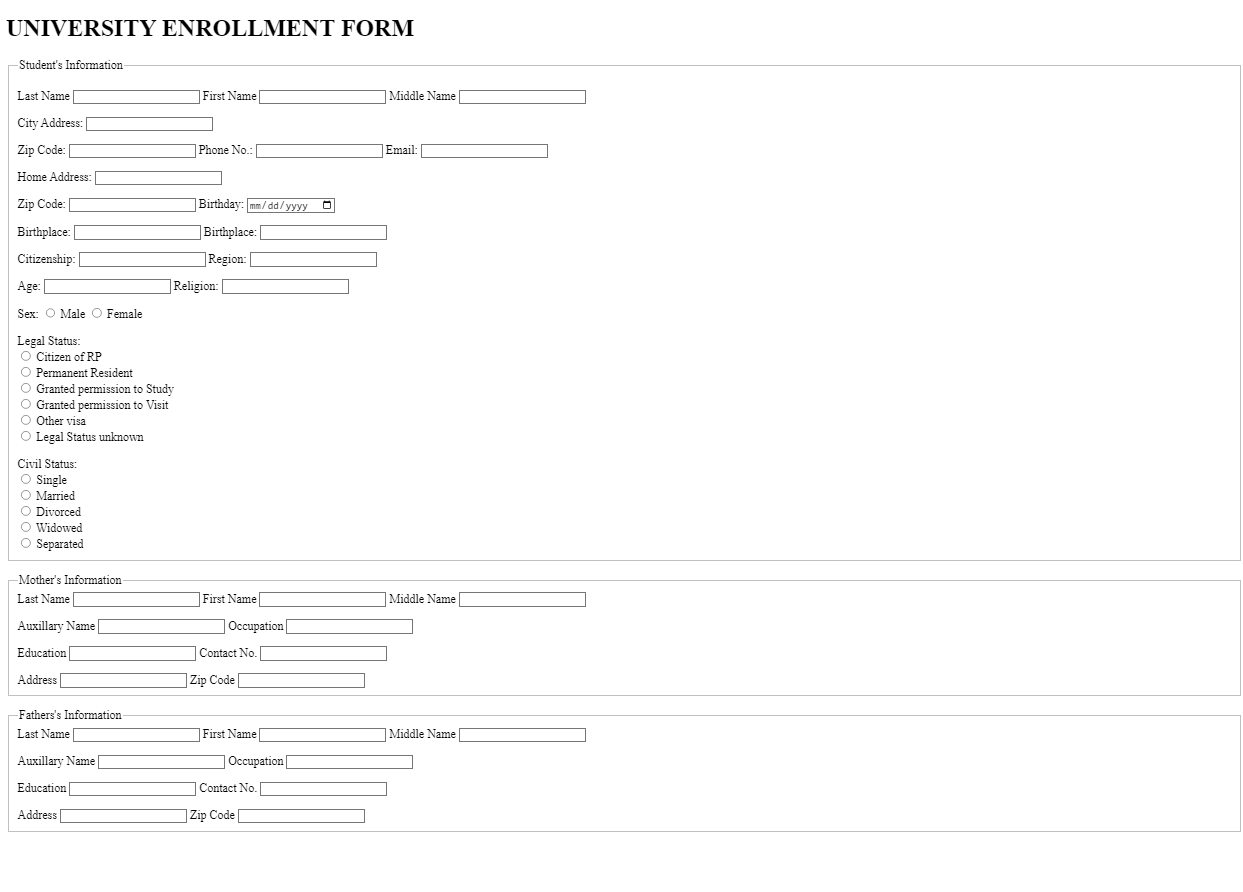 UNIVERSITY ENROLLMENT FORM
Student's Information
Last Name First Name Middle Name
City Address:
Zip Code: Phone No.: Email:
Home Address:
Zip Code: Birthday: mm/dd/yyyy
Birthplace: Birthplace:
Citizenship: Region:
Age: Religion:
Sex: Male Female
Legal Status:
Citizen of RP
Permanent Resident
Granted permission to Study
Granted permission to Visit
Other visa
Legal Status unknown
Civil Status:
Single
Married
Divorced
Widowed
Separated
Mother's Information
Last Name First Name Middle Name
Auxillary Name Occupation
Education Contact No.
Address Zip Code
Fathers's Information
Last Name First Name Middle Name
Auxillary Name Occupation
Education Contact No.
Address Zip Code